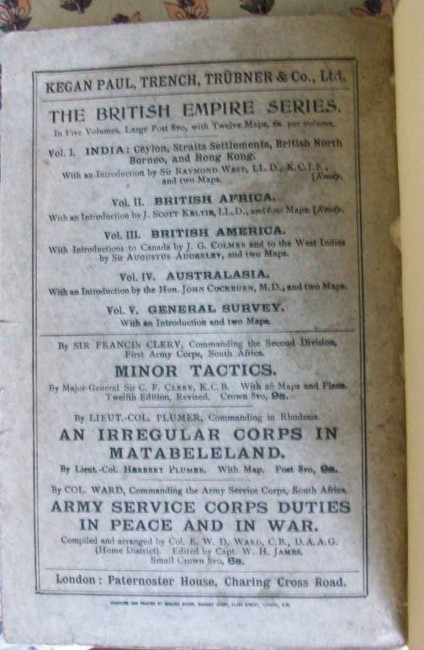 KEGAN PAUL, TRENCH, TRÜBNER & Co., Ltd.
THE BRITISH EMPIRE SERIES.
In Five Volumes, Large Post 8vo, with Twelve Maps, 6s. per volume.
Vol. I. INDIA: Ceylon, Straits Settlements, British North
Borneo, and Hong Kong.
With an Introduction by Sir RAYMOND WEST, LL.D., K.C.I.E.,
and two Maps. [Ready.
Vol. II. BRITISH AFRICA.
With an Introduction by J. SCOTT KELTIE, LL.D., and four Maps. [Ready.
Vol. III. BRITISH AMERICA.
With Introductions to Canada by J. G. COLMER and to the West Indies
by Sir AUGUSTUS ADDERLEY, and two Maps.
Vol. IV. AUSTRALASIA.
With an Introduction by the Hon. JOHN COCKBURN, M.D., and two Maps.
Vol. V. GENERAL SURVEY.
With an Introduction and two Maps.
By SIR FRANCIS CLERY, Commanding the Second Division,
First Army Corps, South Africa.
MINOR TACTICS.
By Major-General Sir C. F. CLERY, K.C.B. With 26 Maps and Plans.
Twelfth Edition, Revised. Crown 8vo, 9s.
By LIEUT.-COL. PLUMER, Commanding in Rhodesia.
AN IRREGULAR CORPS IN
MATABELELAND.
By Lieut.-Col. HERBERT PLUMER. With Map. Post 8vo,
By COL. WARD, Commanding the Army Service Corps, South Africa.
ARMY SERVICE CORPS DUTIES
IN PEACE AND IN WAR.
Compiled and arranged by Col. E. W. D. WARD, C.B., D.A.A.G.
(Home District). Edited by Capt. W. H. JAMES.
Small Crown 8vo, 6s.
London: Paternoster House, Charing Cross Road.